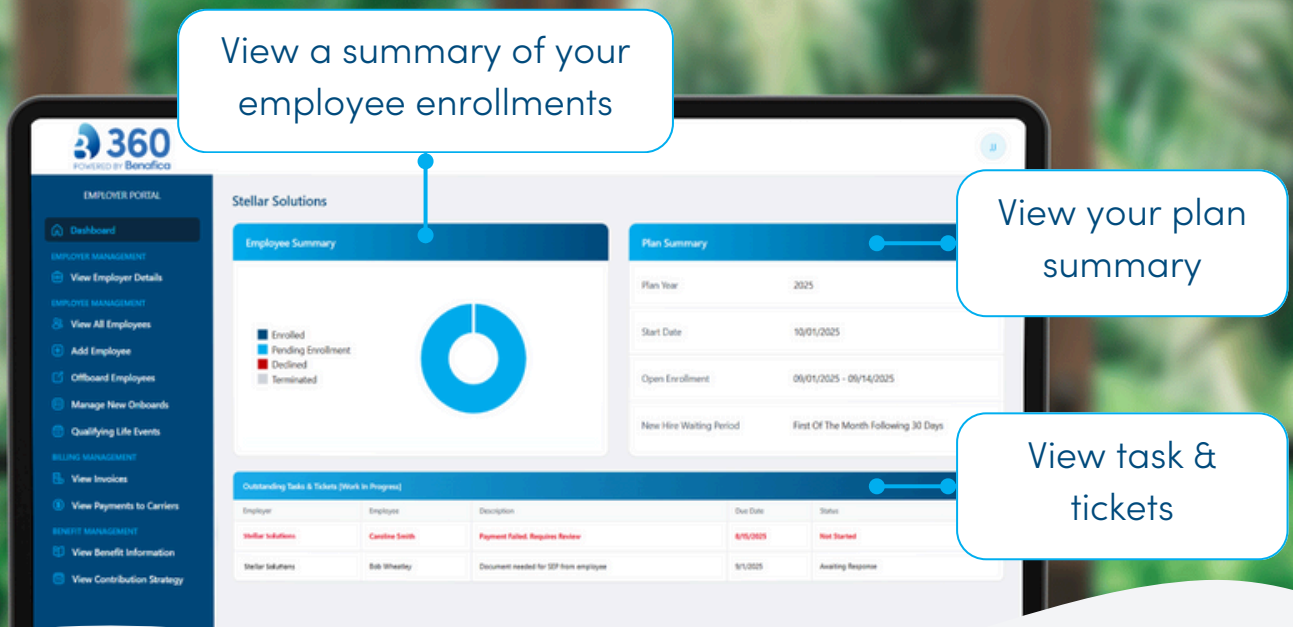 View a summary of your
employee enrollments
360
POWERED BY Benafica
JJ
EMPLOYER PORTAL
Stellar Solutions
Dashboard
Employee Summary
Plan Summary
View your plan
summary
EMPLOYER MANAGEMENT
View Employer Details
Plan Year 2025
EMPLOYEE MANAGEMENT
View All Employees
Add Employee
Offboard Employees
Manage New Onboards
Qualifying Life Events
Enrolled
Pending Enrollment
Declined
Terminated
Start Date 10/01/2025
Open Enrollment 09/01/2025 - 09/14/2025
New Hire Waiting Period First Of The Month Following 30 Days
BILLING MANAGEMENT
View Invoices
View Payments to Carriers
BENEFIT MANAGEMENT
View Benefit Information
View Contribution Strategy
View task &
tickets
Outstanding Tasks & Tickets [Work In Progress]
Employer Employee Description Due Date Status
Stellar Solutions Caroline Smith Payment Failed. Requires Review 8/15/2025 Not Started
Stellar Solutions Bob Wheatley Document needed for SEP from employee 9/1/2025 Awaiting Response